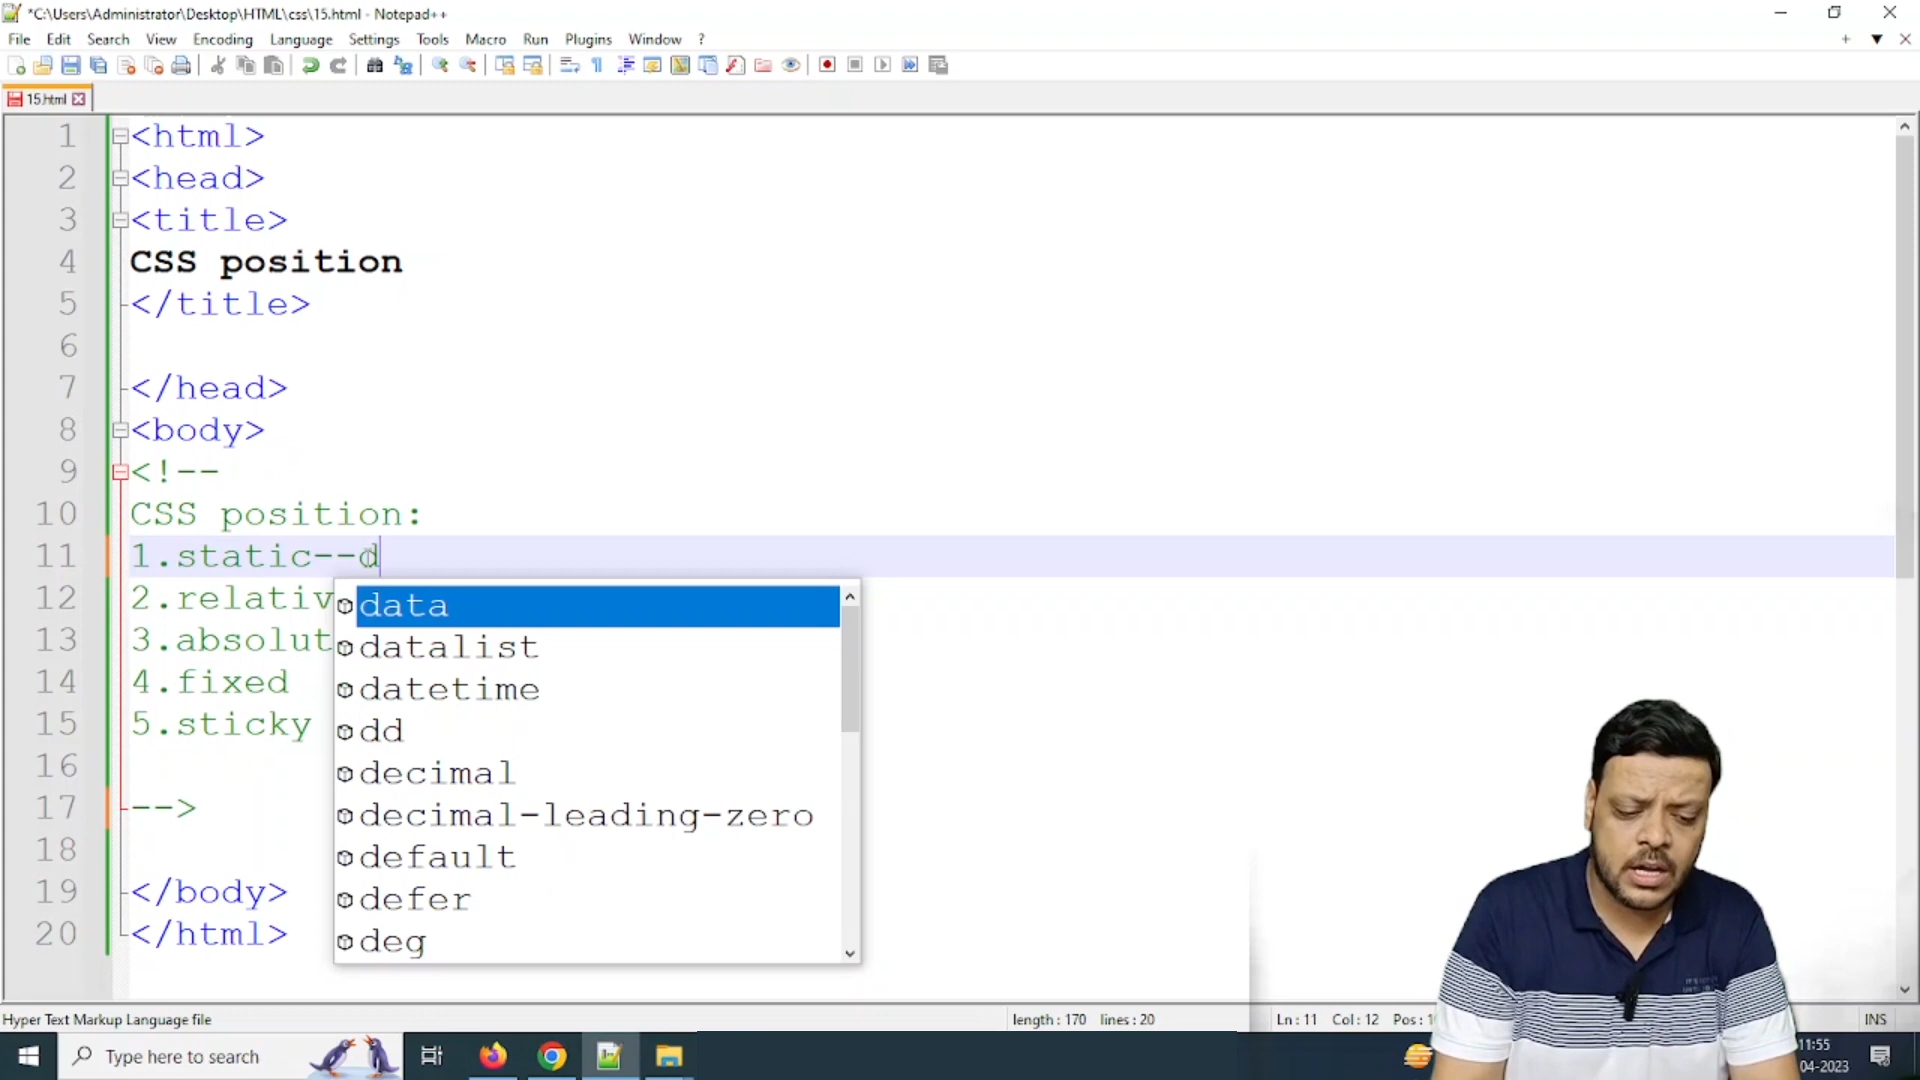 *C:\Users\Administrator\Desktop\HTML\css\15.html - Notepad++
File Edit Search View Encoding Language Settings Tools Macro Run Plugins Window ?
15.html
1 <html>
2 <head>
3 <title>
4 CSS position
5 </title>
6
7 </head>
8 <body>
9 <!--
10 CSS position:
11 1.static--d
12 2.relativ
data
datalist
13 3.absolut
14 4.fixed
datetime
15 5.sticky
dd
16
decimal
17 -->
decimal-leading-zero
18
default
19 </body>
defer
20 </html>
deg
Hyper Text Markup Language file
length : 170 lines : 20
Ln : 11 Col : 12 Pos :
INS
Type here to search
11:55
04-2023